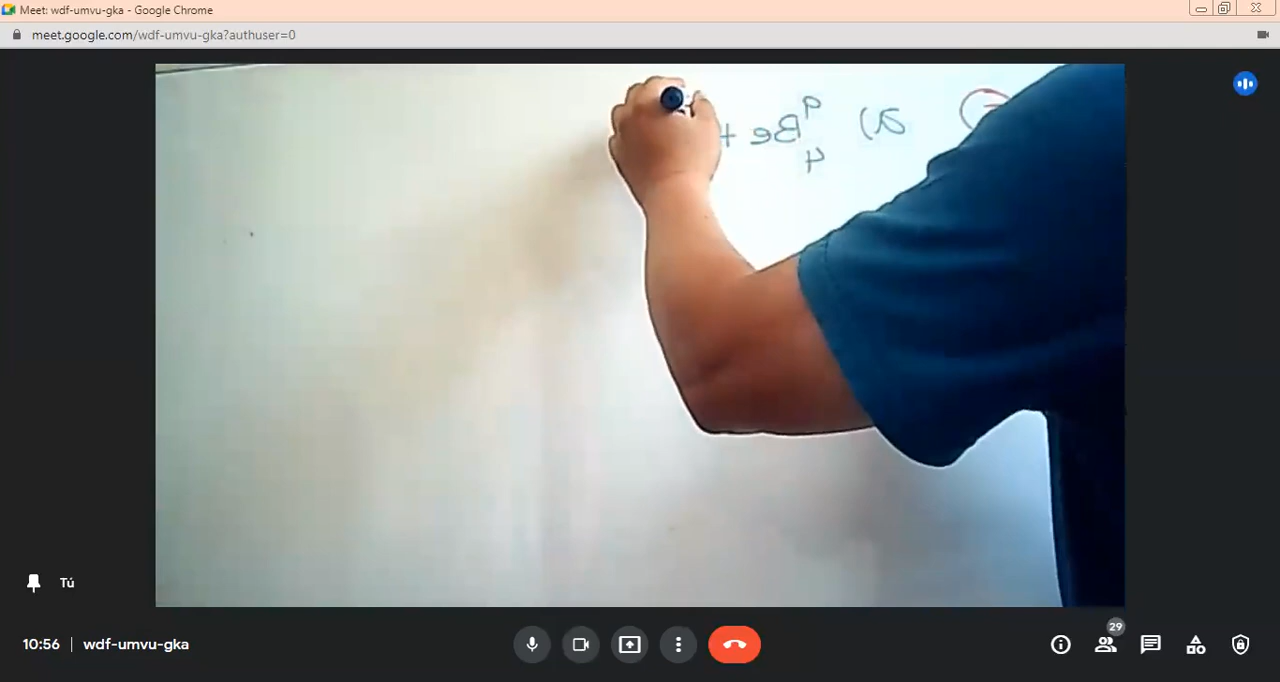 Meet: wdf-umvu-gka - Google Chrome
meet.google.com/wdf-umvu-gka?authuser=0
a) ⁹₄Be +
Tú
29
10:56 | wdf-umvu-gka